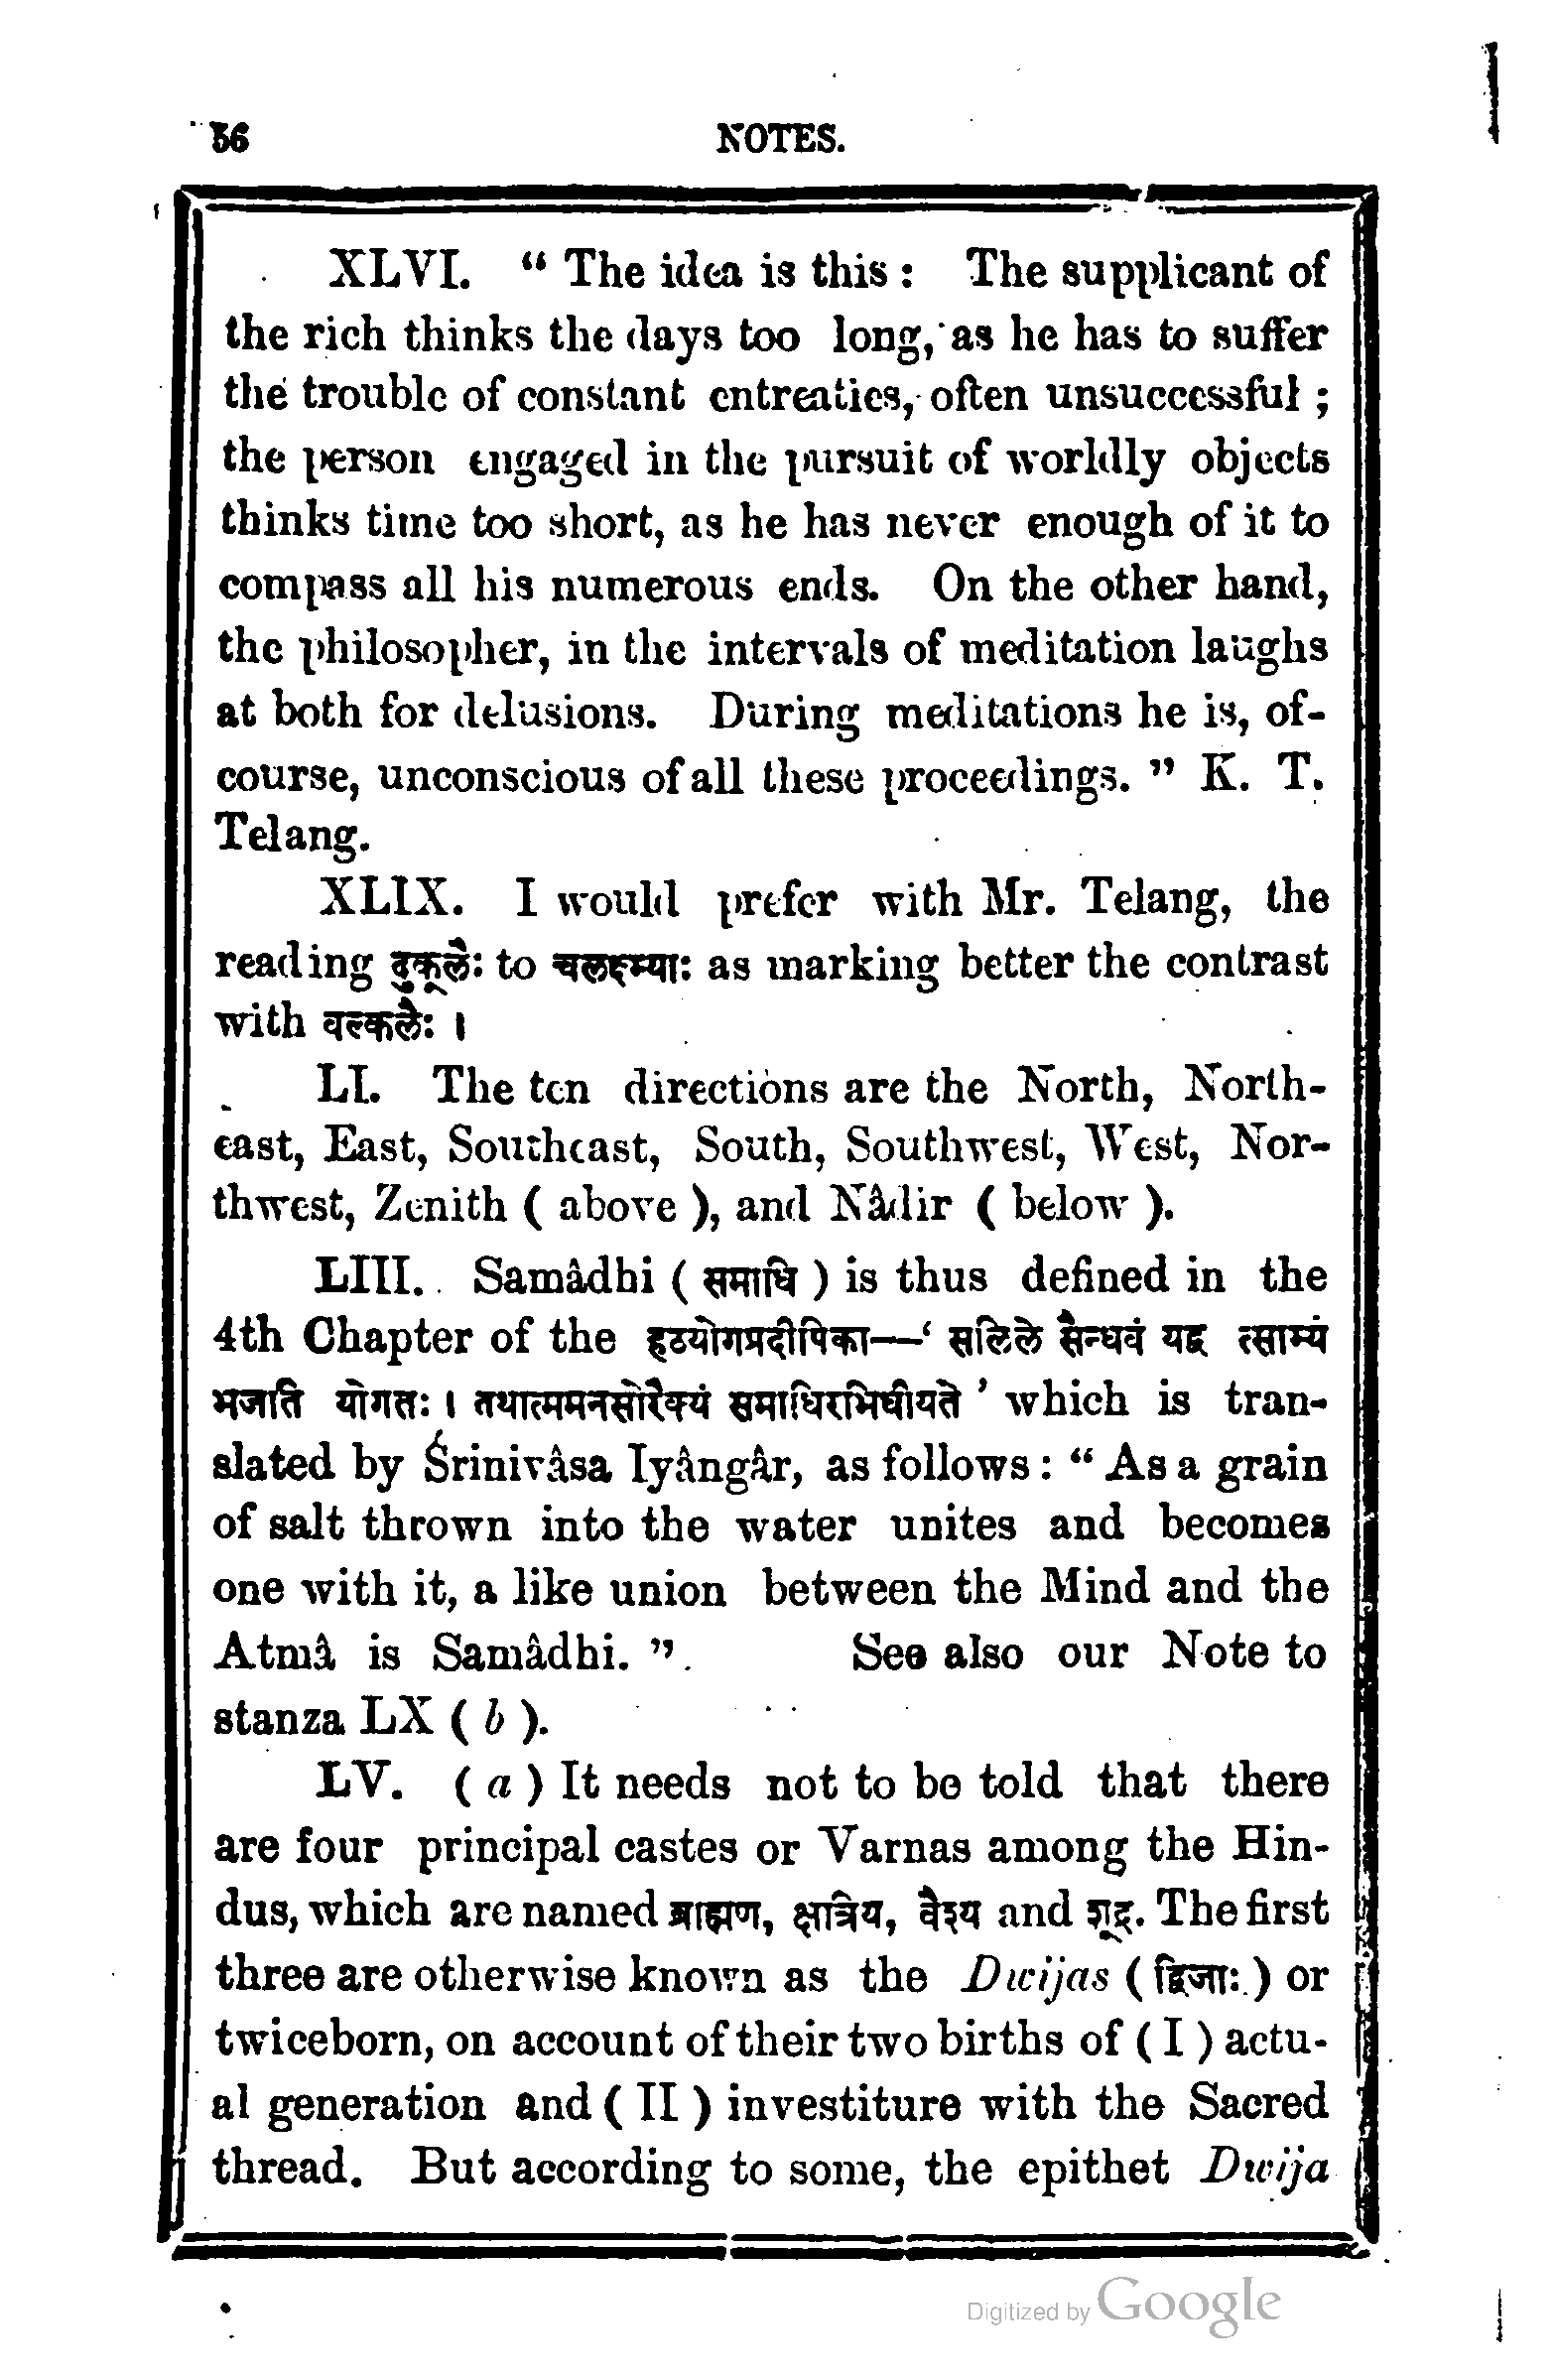 56 NOTES.
XLVI. “ The idea is this : The supplicant of
the rich thinks the days too long, as he has to suffer
the trouble of constant entreaties, often unsuccessful ;
the person engaged in the pursuit of worldly objects
thinks time too short, as he has never enough of it to
compass all his numerous ends. On the other hand,
the philosopher, in the intervals of meditation laughs
at both for delusions. During meditations he is, of-
course, unconscious of all these proceedings. ” K. T.
Telang.
XLIX. I would prefer with Mr. Telang, the
reading दुकूलैः to चलक्ष्म्याः as marking better the contrast
with वल्कलैः ।
LI. The ten directions are the North, North-
east, East, Southeast, South, Southwest, West, Nor-
thwest, Zenith ( above ), and Nâdir ( below ).
LIII. Samâdhi ( समाधि ) is thus defined in the
4th Chapter of the हठयोगप्रदीपिका—‘ सलिले सैन्धवं यद्व त्साम्यं
भजति योगतः । तथात्ममनसोरैक्यं समाधिरभिधीयते ’ which is tran-
slated by Śrinivâsa Iyângâr, as follows : “ As a grain
of salt thrown into the water unites and becomes
one with it, a like union between the Mind and the
Atmâ is Samâdhi. ”. See also our Note to
stanza LX ( b ).
LV. ( a ) It needs not to be told that there
are four principal castes or Varnas among the Hin-
dus, which are named ब्राह्मण, क्षत्रिय, वैश्य and शूद्र. The first
three are otherwise known as the Dwijas ( द्विजाः ) or
twiceborn, on account of their two births of ( I ) actu-
al generation and ( II ) investiture with the Sacred
thread. But according to some, the epithet Dwija
Digitized by Google